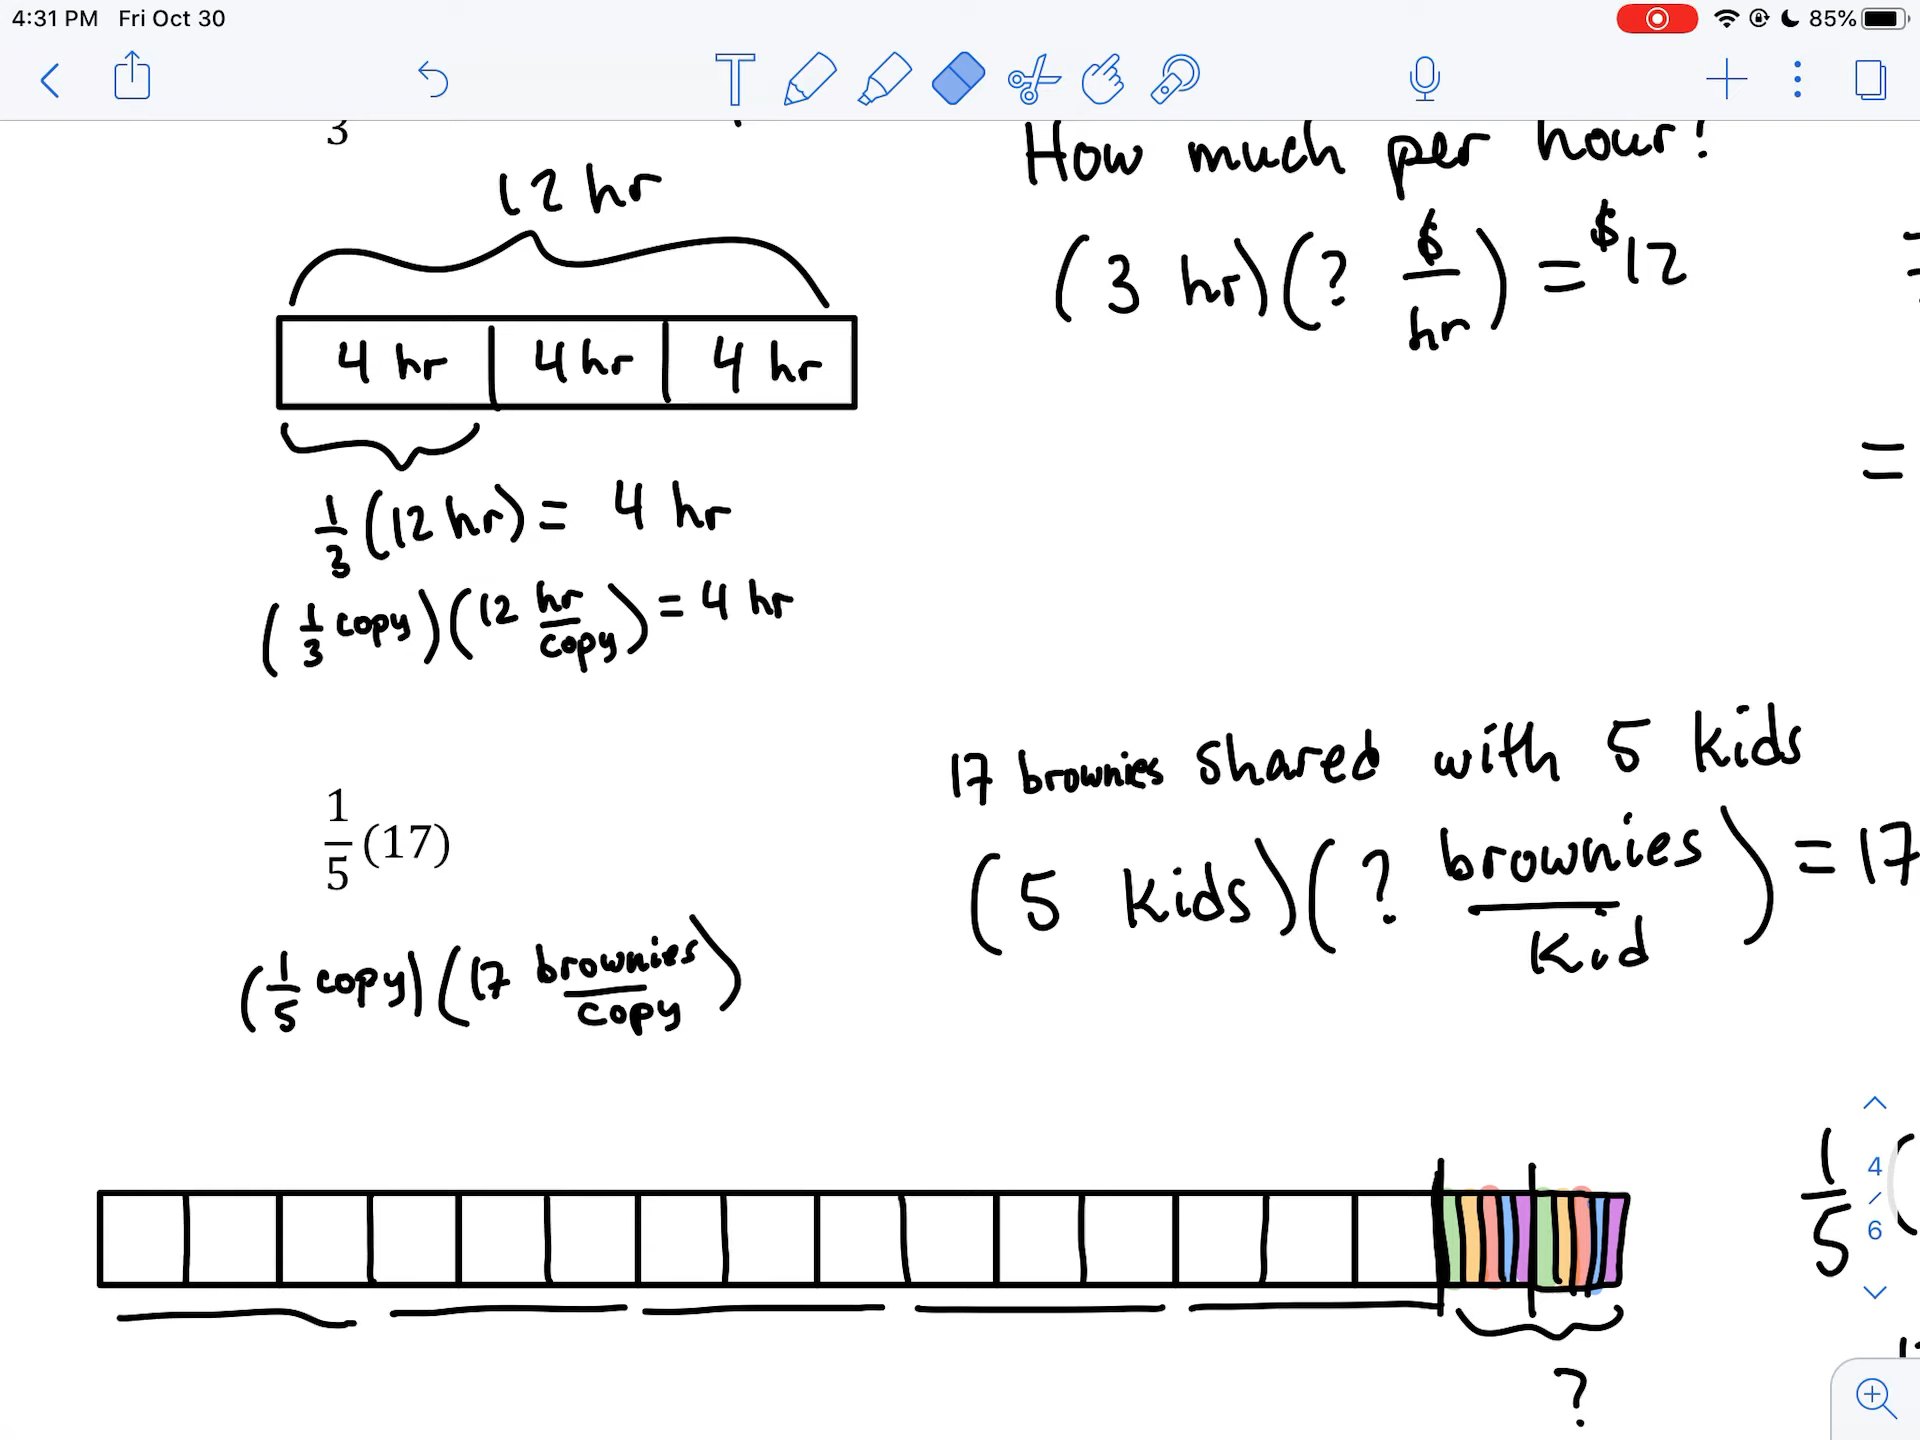 4:31 PM Fri Oct 30
85%
3
12 hr
4 hr 4 hr 4 hr
1/3 (12 hr) = 4 hr
(1/3 copy)(12 hr/copy) = 4 hr
How much per hour?
(3 hr)(? $/hr) = $12
=
1/5 (17)
(1/5 copy)(17 brownies/copy)
17 brownies shared with 5 kids
(5 kids)(? brownies/kid) = 17
?
1/5 (
4/6